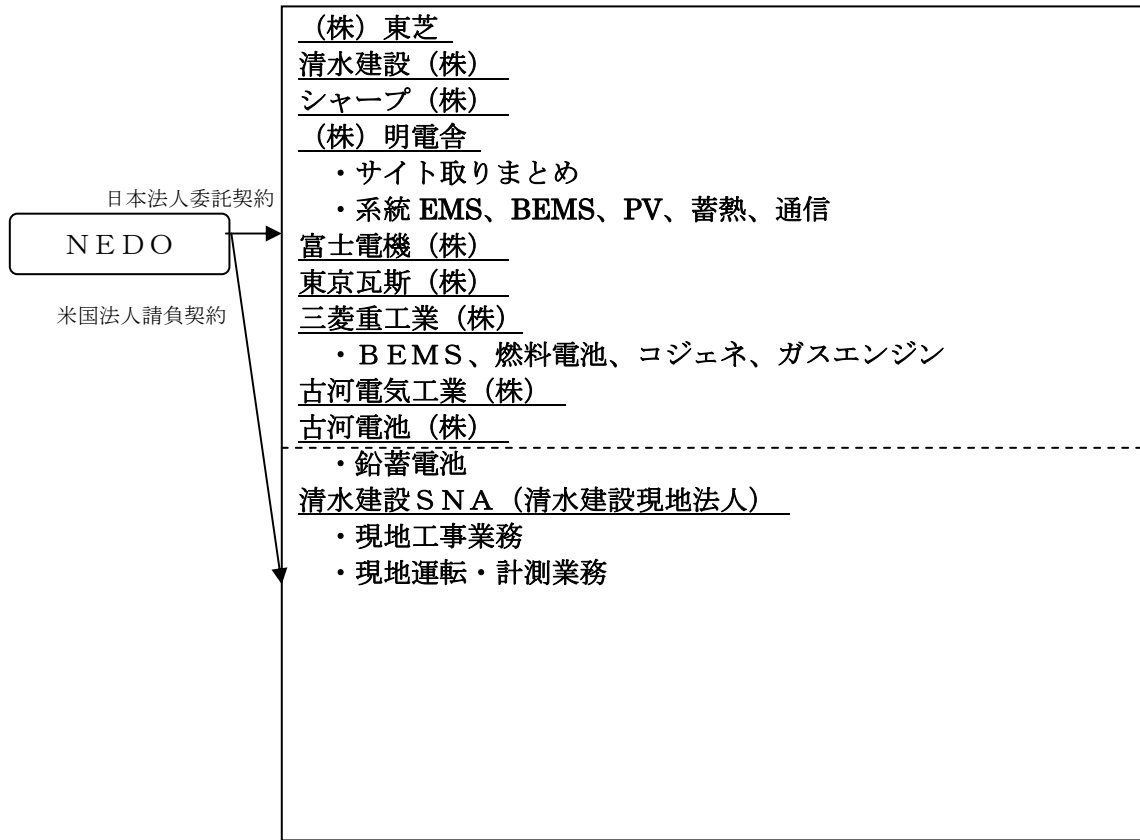 日本法人委託契約
ＮＥＤＯ
米国法人請負契約
（株）東芝
清水建設（株）
シャープ（株）
（株）明電舎
・サイト取りまとめ
・系統 EMS、BEMS、PV、蓄熱、通信
富士電機（株）
東京瓦斯（株）
三菱重工業（株）
・ＢＥＭＳ、燃料電池、コジェネ、ガスエンジン
古河電気工業（株）
古河電池（株）
・鉛蓄電池
清水建設ＳＮＡ（清水建設現地法人）
・現地工事業務
・現地運転・計測業務